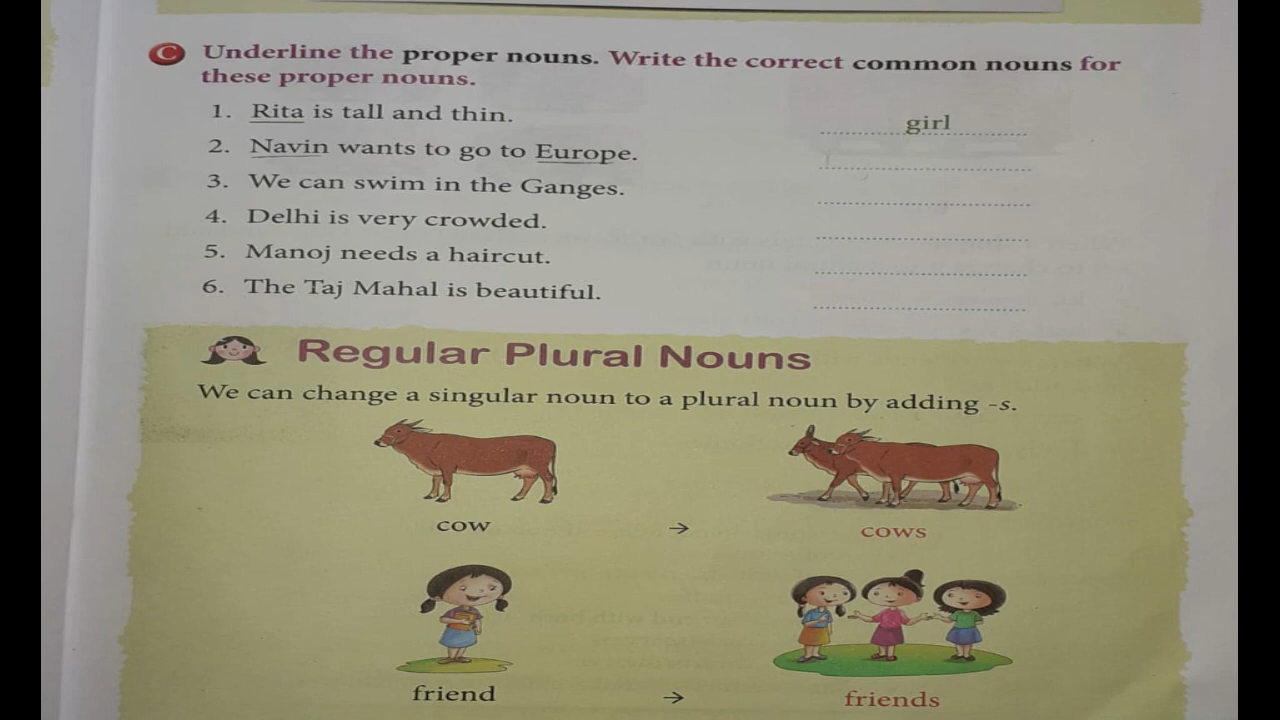 C Underline the proper nouns. Write the correct common nouns for
these proper nouns.
1. Rita is tall and thin. girl
2. Navin wants to go to Europe.
3. We can swim in the Ganges.
4. Delhi is very crowded.
5. Manoj needs a haircut.
6. The Taj Mahal is beautiful.
Regular Plural Nouns
We can change a singular noun to a plural noun by adding -s.
cow → cows
friend → friends